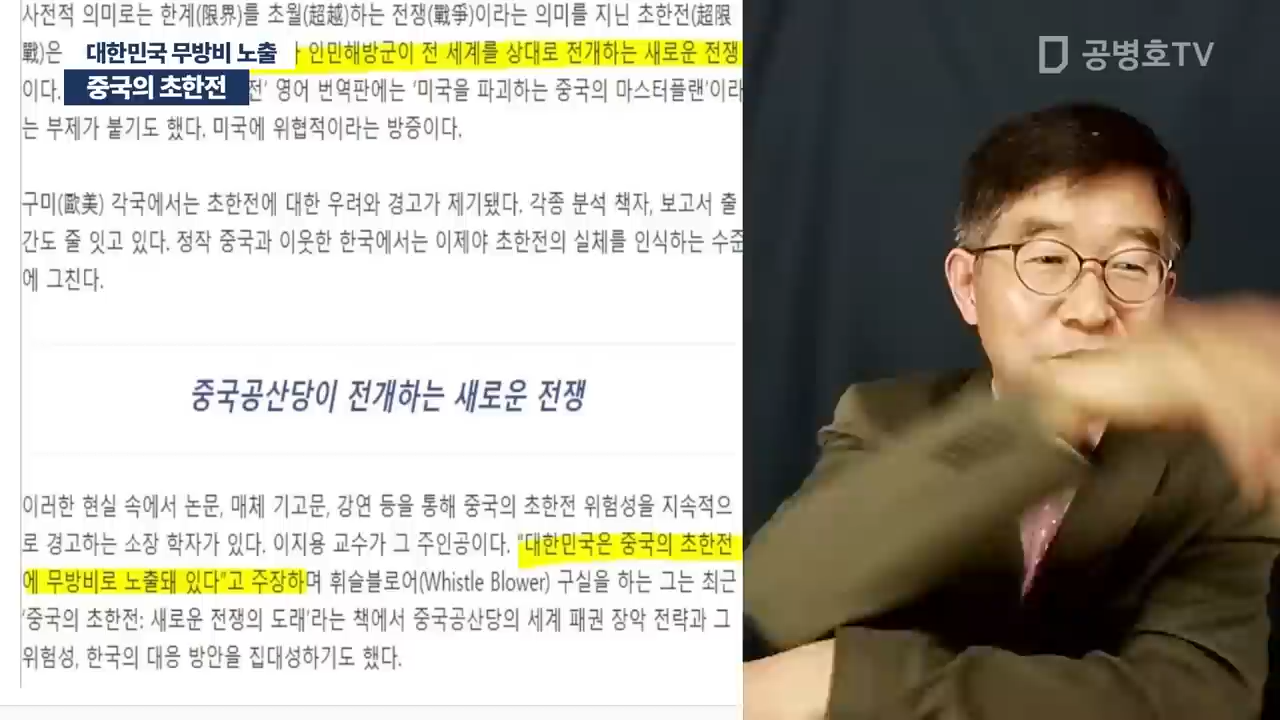 사전적 의미로는 한계(限界)를 초월(超越)하는 전쟁(戰爭)이라는 의미를 지닌 초한전(超限
戰)은
대한민국 무방비 노출
인민해방군이 전 세계를 상대로 전개하는 새로운 전쟁
공병호TV
이다.
중국의 초한전
전’ 영어 번역판에는 ‘미국을 파괴하는 중국의 마스터플랜’이라
는 부제가 붙기도 했다. 미국에 위협적이라는 방증이다.
구미(歐美) 각국에서는 초한전에 대한 우려와 경고가 제기됐다. 각종 분석 책자, 보고서 출
간도 줄 잇고 있다. 정작 중국과 이웃한 한국에서는 이제야 초한전의 실체를 인식하는 수준
에 그친다.
중국공산당이 전개하는 새로운 전쟁
이러한 현실 속에서 논문, 매체 기고문, 강연 등을 통해 중국의 초한전 위험성을 지속적으
로 경고하는 소장 학자가 있다. 이지용 교수가 그 주인공이다. “대한민국은 중국의 초한전
에 무방비로 노출돼 있다”고 주장하며 휘슬블로어(Whistle Blower) 구실을 하는 그는 최근
‘중국의 초한전: 새로운 전쟁의 도래’라는 책에서 중국공산당의 세계 패권 장악 전략과 그
위험성, 한국의 대응 방안을 집대성하기도 했다.